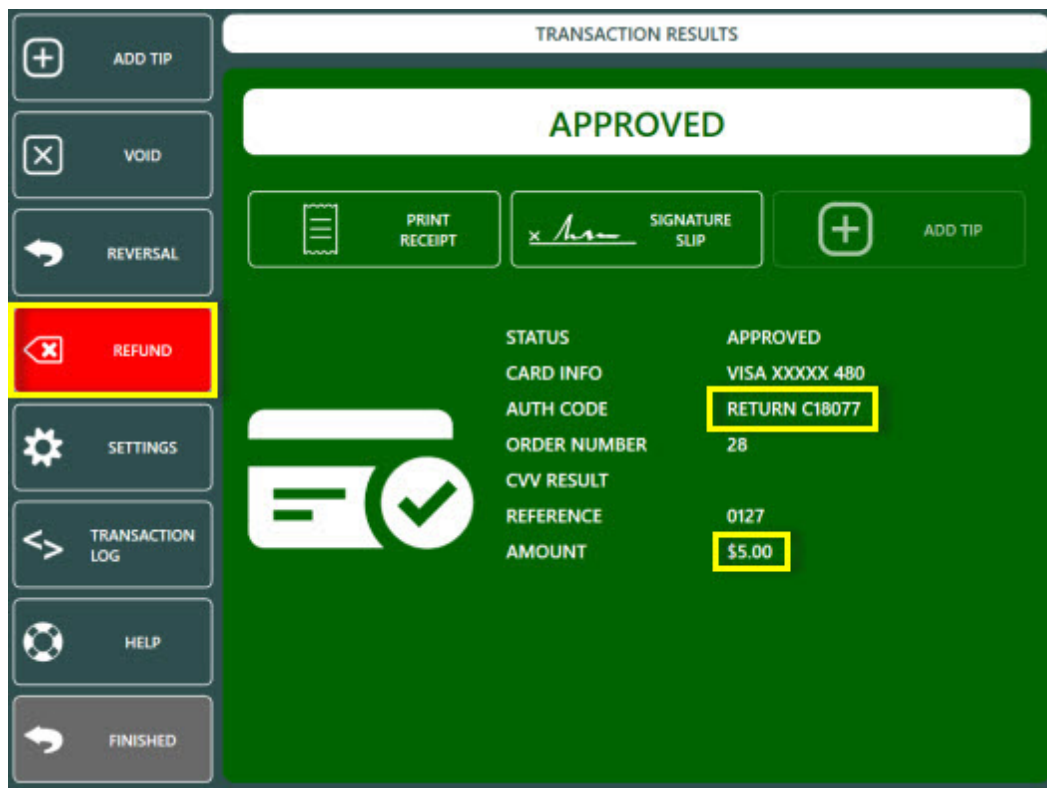 ADD TIP
VOID
REVERSAL
REFUND
SETTINGS
TRANSACTION
LOG
HELP
FINISHED
TRANSACTION RESULTS
APPROVED
PRINT
RECEIPT
x
SIGNATURE
SLIP
ADD TIP
STATUS APPROVED
CARD INFO VISA XXXXX 480
AUTH CODE RETURN C18077
ORDER NUMBER 28
CVV RESULT
REFERENCE 0127
AMOUNT $5.00